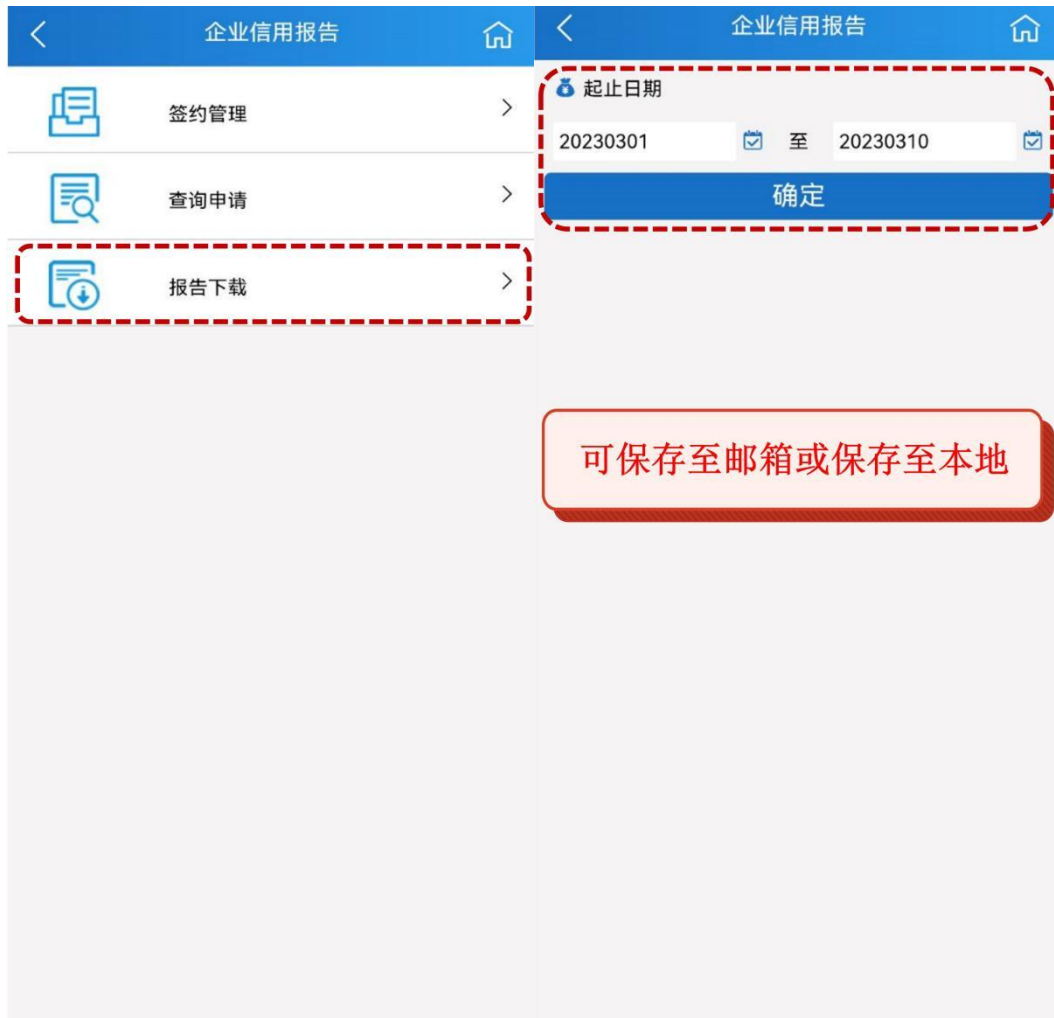 企业信用报告
签约管理
查询申请
报告下载
企业信用报告
起止日期
20230301 至 20230310
确定
可保存至邮箱或保存至本地